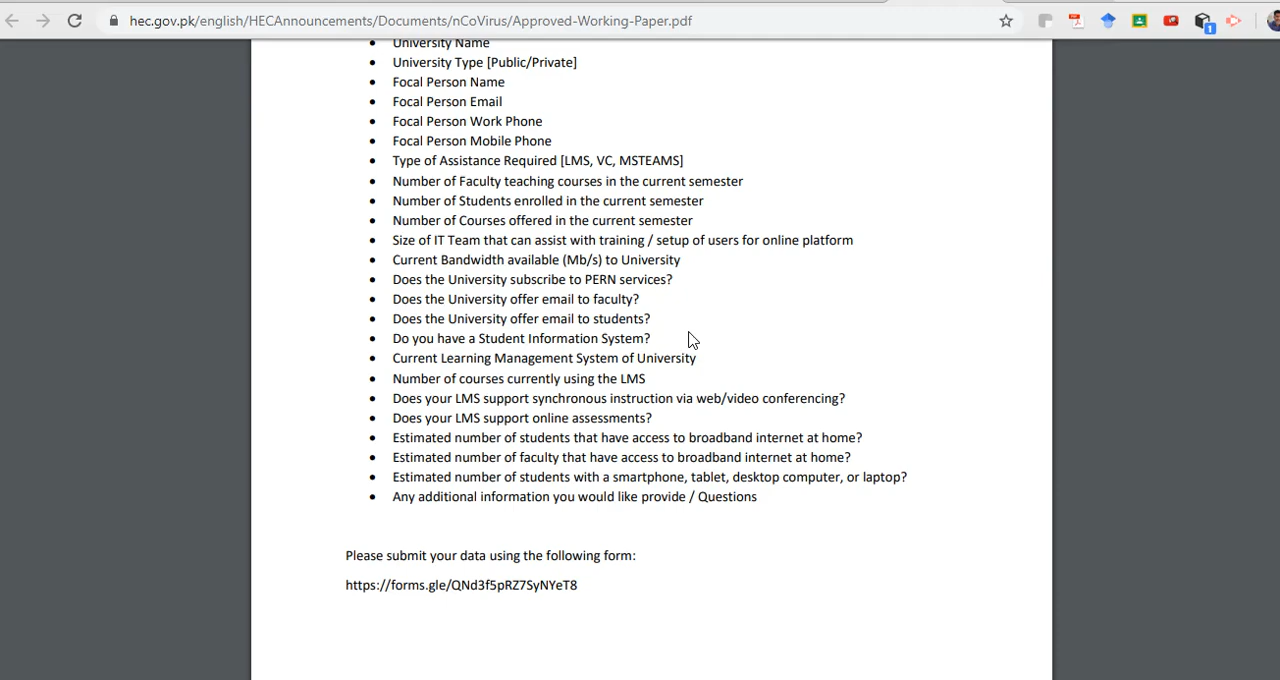 hec.gov.pk/english/HECAnnouncements/Documents/nCoVirus/Approved-Working-Paper.pdf
• University Name
• University Type [Public/Private]
• Focal Person Name
• Focal Person Email
• Focal Person Work Phone
• Focal Person Mobile Phone
• Type of Assistance Required [LMS, VC, MSTEAMS]
• Number of Faculty teaching courses in the current semester
• Number of Students enrolled in the current semester
• Number of Courses offered in the current semester
• Size of IT Team that can assist with training / setup of users for online platform
• Current Bandwidth available (Mb/s) to University
• Does the University subscribe to PERN services?
• Does the University offer email to faculty?
• Does the University offer email to students?
• Do you have a Student Information System?
• Current Learning Management System of University
• Number of courses currently using the LMS
• Does your LMS support synchronous instruction via web/video conferencing?
• Does your LMS support online assessments?
• Estimated number of students that have access to broadband internet at home?
• Estimated number of faculty that have access to broadband internet at home?
• Estimated number of students with a smartphone, tablet, desktop computer, or laptop?
• Any additional information you would like provide / Questions
Please submit your data using the following form:
https://forms.gle/QNd3f5pRZ7SyNYeT8